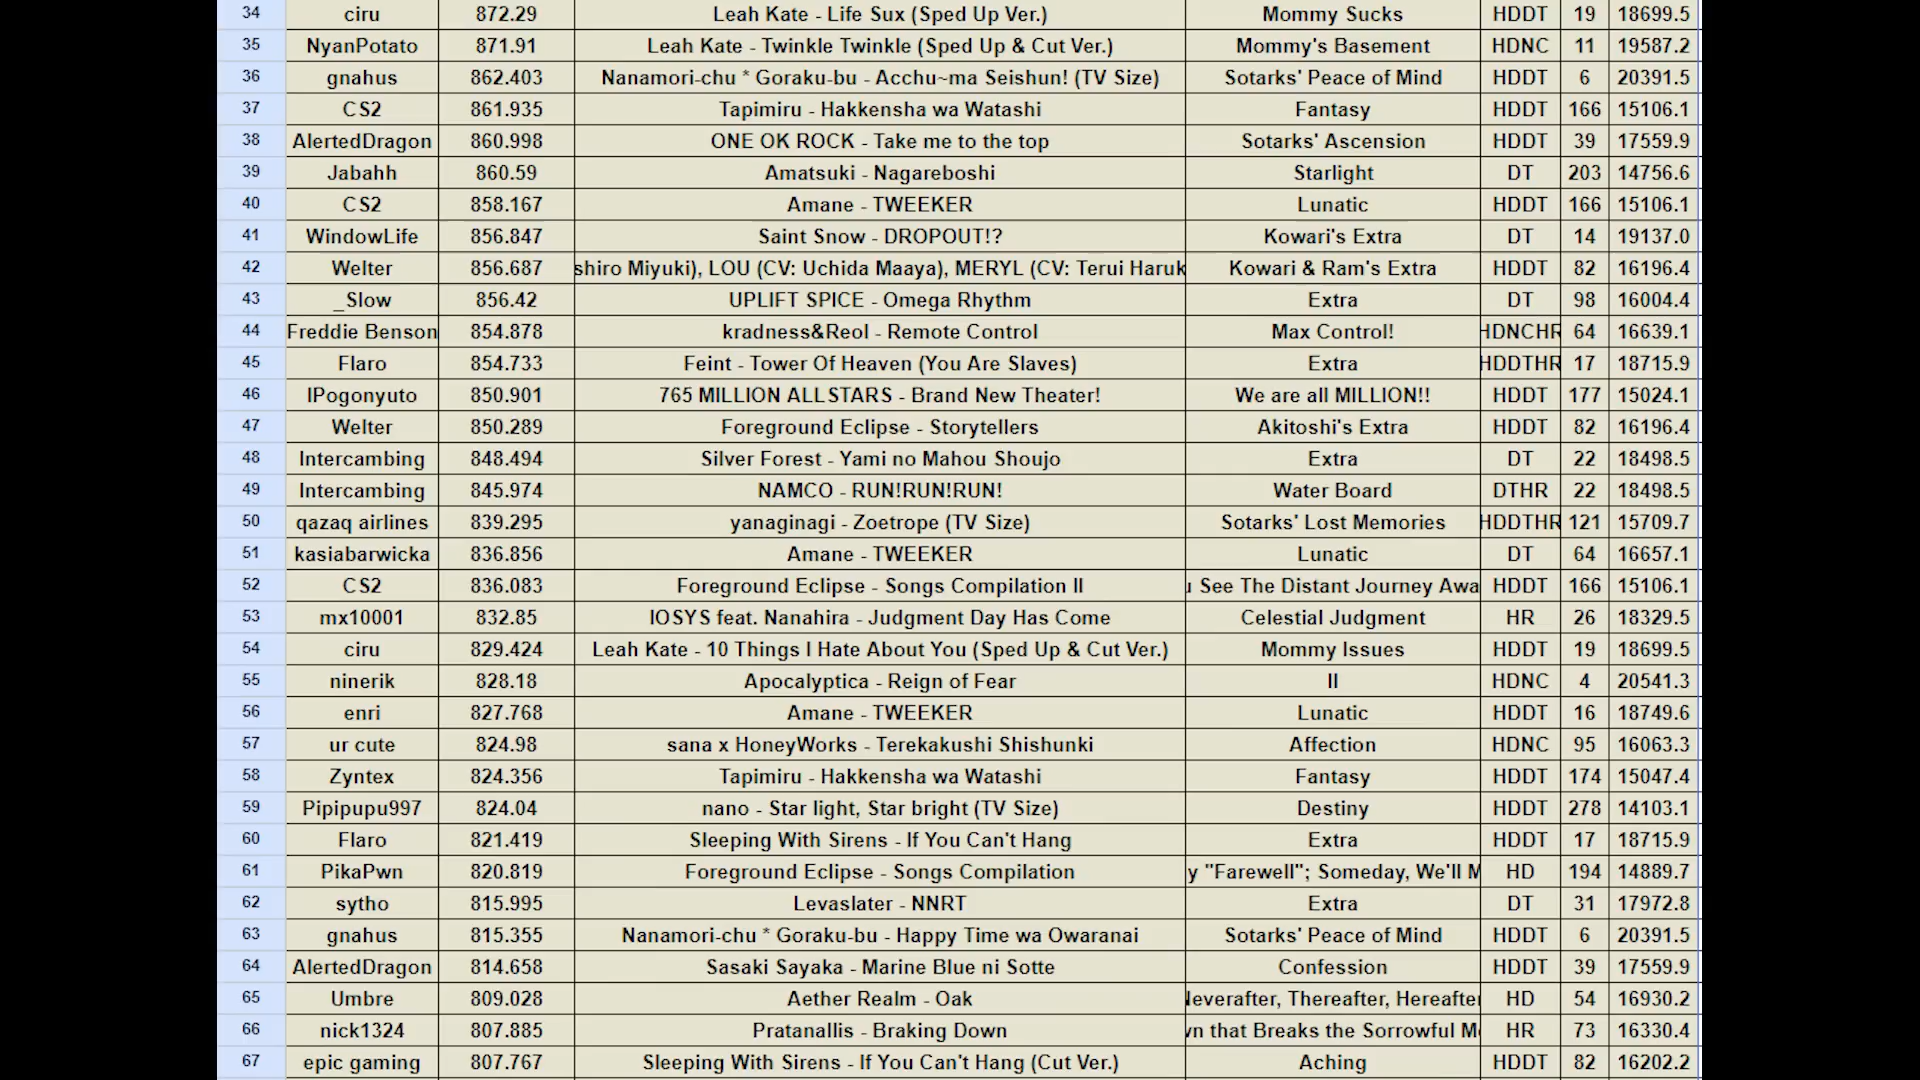 34 ciru 872.29 Leah Kate - Life Sux (Sped Up Ver.) Mommy Sucks HDDT 19 18699.5
35 NyanPotato 871.91 Leah Kate - Twinkle Twinkle (Sped Up & Cut Ver.) Mommy's Basement HDNC 11 19587.2
36 gnahus 862.403 Nanamori-chu * Goraku-bu - Acchu~ma Seishun! (TV Size) Sotarks' Peace of Mind HDDT 6 20391.5
37 CS2 861.935 Tapimiru - Hakkensha wa Watashi Fantasy HDDT 166 15106.1
38 AlertedDragon 860.998 ONE OK ROCK - Take me to the top Sotarks' Ascension HDDT 39 17559.9
39 Jabahh 860.59 Amatsuki - Nagareboshi Starlight DT 203 14756.6
40 CS2 858.167 Amane - TWEEKER Lunatic HDDT 166 15106.1
41 WindowLife 856.847 Saint Snow - DROPOUT!? Kowari's Extra DT 14 19137.0
42 Welter 856.687 shiro Miyuki), LOU (CV: Uchida Maaya), MERYL (CV: Terui Haruk Kowari & Ram's Extra HDDT 82 16196.4
43 _Slow 856.42 UPLIFT SPICE - Omega Rhythm Extra DT 98 16004.4
44 Freddie Benson 854.878 kradness&Reol - Remote Control Max Control! HDNCHR 64 16639.1
45 Flaro 854.733 Feint - Tower Of Heaven (You Are Slaves) Extra HDDTHR 17 18715.9
46 IPogonyuto 850.901 765 MILLION ALLSTARS - Brand New Theater! We are all MILLION!! HDDT 177 15024.1
47 Welter 850.289 Foreground Eclipse - Storytellers Akitoshi's Extra HDDT 82 16196.4
48 Intercambing 848.494 Silver Forest - Yami no Mahou Shoujo Extra DT 22 18498.5
49 Intercambing 845.974 NAMCO - RUN!RUN!RUN! Water Board DTHR 22 18498.5
50 qazaq airlines 839.295 yanaginagi - Zoetrope (TV Size) Sotarks' Lost Memories HDDTHR 121 15709.7
51 kasiabarwicka 836.856 Amane - TWEEKER Lunatic DT 64 16657.1
52 CS2 836.083 Foreground Eclipse - Songs Compilation II See The Distant Journey Awa HDDT 166 15106.1
53 mx10001 832.85 IOSYS feat. Nanahira - Judgment Day Has Come Celestial Judgment HR 26 18329.5
54 ciru 829.424 Leah Kate - 10 Things I Hate About You (Sped Up & Cut Ver.) Mommy Issues HDDT 19 18699.5
55 ninerik 828.18 Apocalyptica - Reign of Fear II HDNC 4 20541.3
56 enri 827.768 Amane - TWEEKER Lunatic HDDT 16 18749.6
57 ur cute 824.98 sana x HoneyWorks - Terekakushi Shishunki Affection HDNC 95 16063.3
58 Zyntex 824.356 Tapimiru - Hakkensha wa Watashi Fantasy HDDT 174 15047.4
59 Pipipupu997 824.04 nano - Star light, Star bright (TV Size) Destiny HDDT 278 14103.1
60 Flaro 821.419 Sleeping With Sirens - If You Can't Hang Extra HDDT 17 18715.9
61 PikaPwn 820.819 Foreground Eclipse - Songs Compilation y "Farewell"; Someday, We'll M HD 194 14889.7
62 sytho 815.995 Levaslater - NNRT Extra DT 31 17972.8
63 gnahus 815.355 Nanamori-chu * Goraku-bu - Happy Time wa Owaranai Sotarks' Peace of Mind HDDT 6 20391.5
64 AlertedDragon 814.658 Sasaki Sayaka - Marine Blue ni Sotte Confession HDDT 39 17559.9
65 Umbre 809.028 Aether Realm - Oak Neverafter, Thereafter, Hereafter HD 54 16930.2
66 nick1324 807.885 Pratanallis - Braking Down wn that Breaks the Sorrowful M HR 73 16330.4
67 epic gaming 807.767 Sleeping With Sirens - If You Can't Hang (Cut Ver.) Aching HDDT 82 16202.2